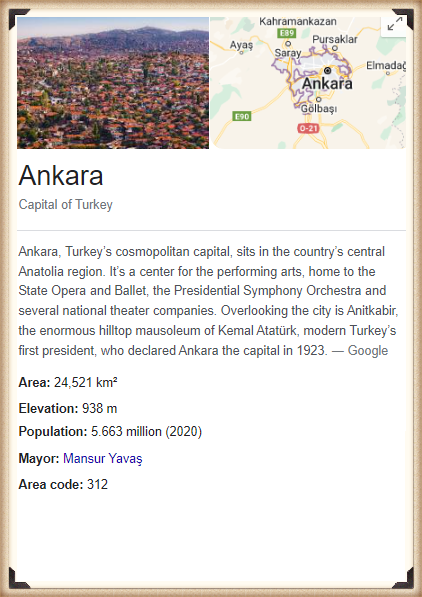 Kahramankazan
E89
Ayaş
Pursaklar
Saray
Elmadağ
Ankara
Gölbaşı
E90
O-21
Ankara
Capital of Turkey
Ankara, Turkey’s cosmopolitan capital, sits in the country’s central
Anatolia region. It’s a center for the performing arts, home to the
State Opera and Ballet, the Presidential Symphony Orchestra and
several national theater companies. Overlooking the city is Anitkabir,
the enormous hilltop mausoleum of Kemal Atatürk, modern Turkey’s
first president, who declared Ankara the capital in 1923. — Google
Area: 24,521 km²
Elevation: 938 m
Population: 5.663 million (2020)
Mayor: Mansur Yavaş
Area code: 312